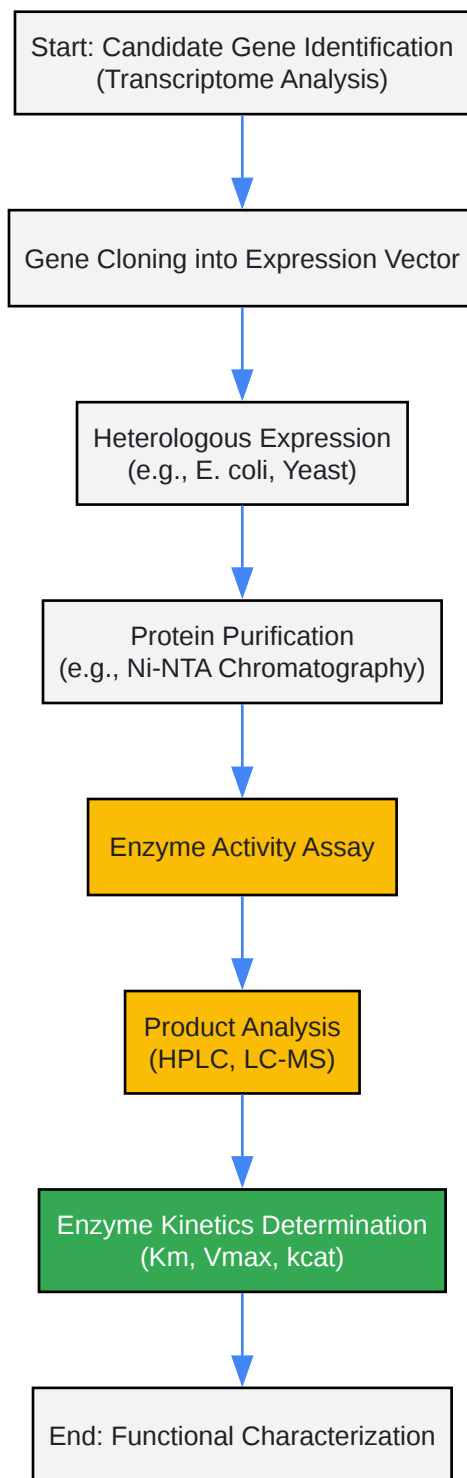 Start: Candidate Gene Identification
(Transcriptome Analysis)
Gene Cloning into Expression Vector
Heterologous Expression
(e.g., E. coli, Yeast)
Protein Purification
(e.g., Ni-NTA Chromatography)
Enzyme Activity Assay
Product Analysis
(HPLC, LC-MS)
Enzyme Kinetics Determination
(Km, Vmax, kcat)
End: Functional Characterization